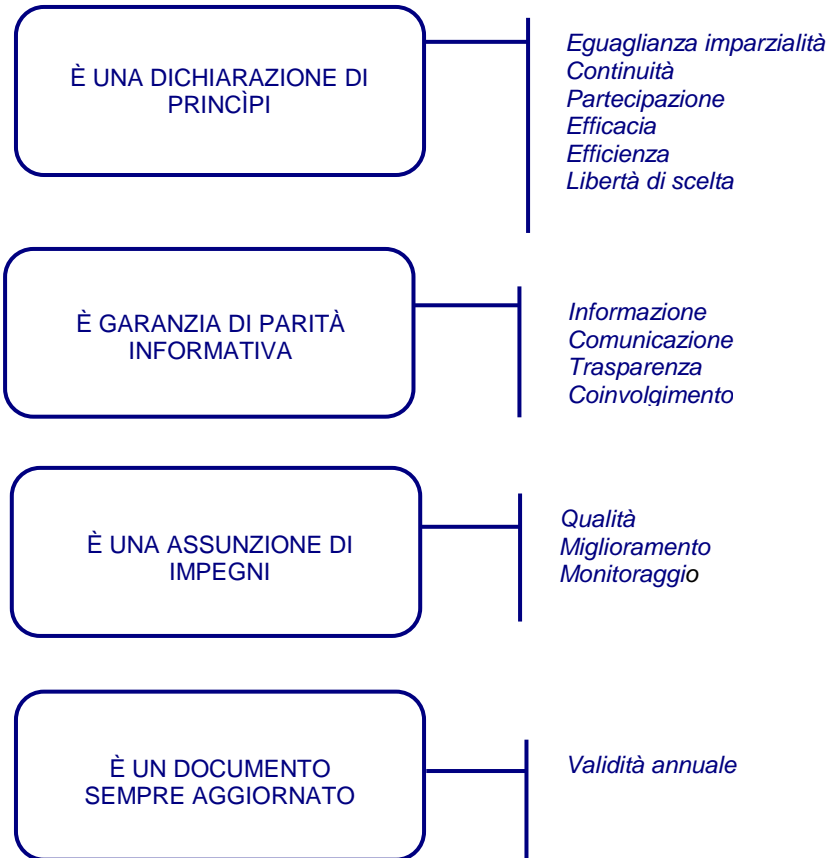 È UNA DICHIARAZIONE DI
PRINCÌPI
Eguaglianza imparzialità
Continuità
Partecipazione
Efficacia
Efficienza
Libertà di scelta
È GARANZIA DI PARITÀ
INFORMATIVA
Informazione
Comunicazione
Trasparenza
Coinvolgimento
È UNA ASSUNZIONE DI
IMPEGNI
Qualità
Miglioramento
Monitoraggio
È UN DOCUMENTO
SEMPRE AGGIORNATO
Validità annuale